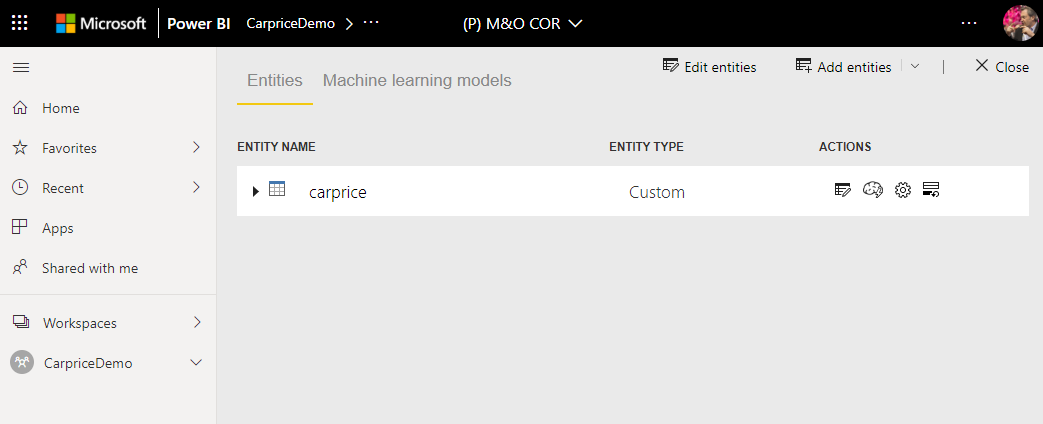 Microsoft Power BI CarpriceDemo (P) M&O COR
Edit entities Add entities Close
Entities Machine learning models
Home
Favorites
Recent
Apps
Shared with me
Workspaces
CarpriceDemo
ENTITY NAME ENTITY TYPE ACTIONS
carprice Custom